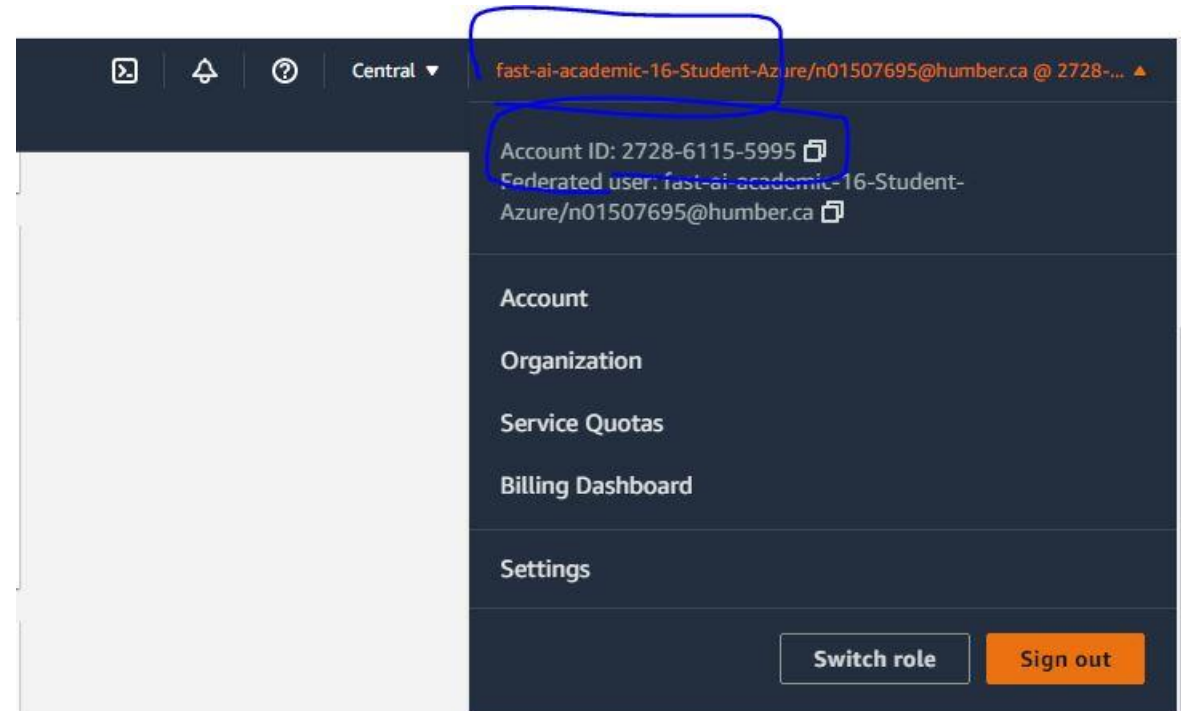 Central ▼
fast-ai-academic-16-Student-Azure/n01507695@humber.ca @ 2728-... ▲
Account ID: 2728-6115-5995
Federated user: fast-ai-academic-16-Student-
Azure/n01507695@humber.ca
Account
Organization
Service Quotas
Billing Dashboard
Settings
Switch role
Sign out